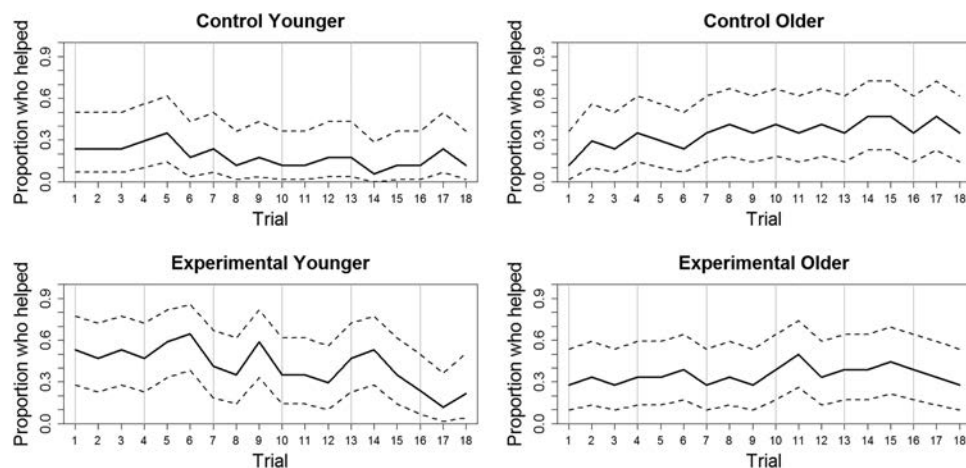 Control Younger
Proportion who helped
0.0 0.3 0.6 0.9
1 2 3 4 5 6 7 8 9 10 11 12 13 14 15 16 17 18
Trial
Control Older
Proportion who helped
0.0 0.3 0.6 0.9
1 2 3 4 5 6 7 8 9 10 11 12 13 14 15 16 17 18
Trial
Experimental Younger
Proportion who helped
0.0 0.3 0.6 0.9
1 2 3 4 5 6 7 8 9 10 11 12 13 14 15 16 17 18
Trial
Experimental Older
Proportion who helped
0.0 0.3 0.6 0.9
1 2 3 4 5 6 7 8 9 10 11 12 13 14 15 16 17 18
Trial